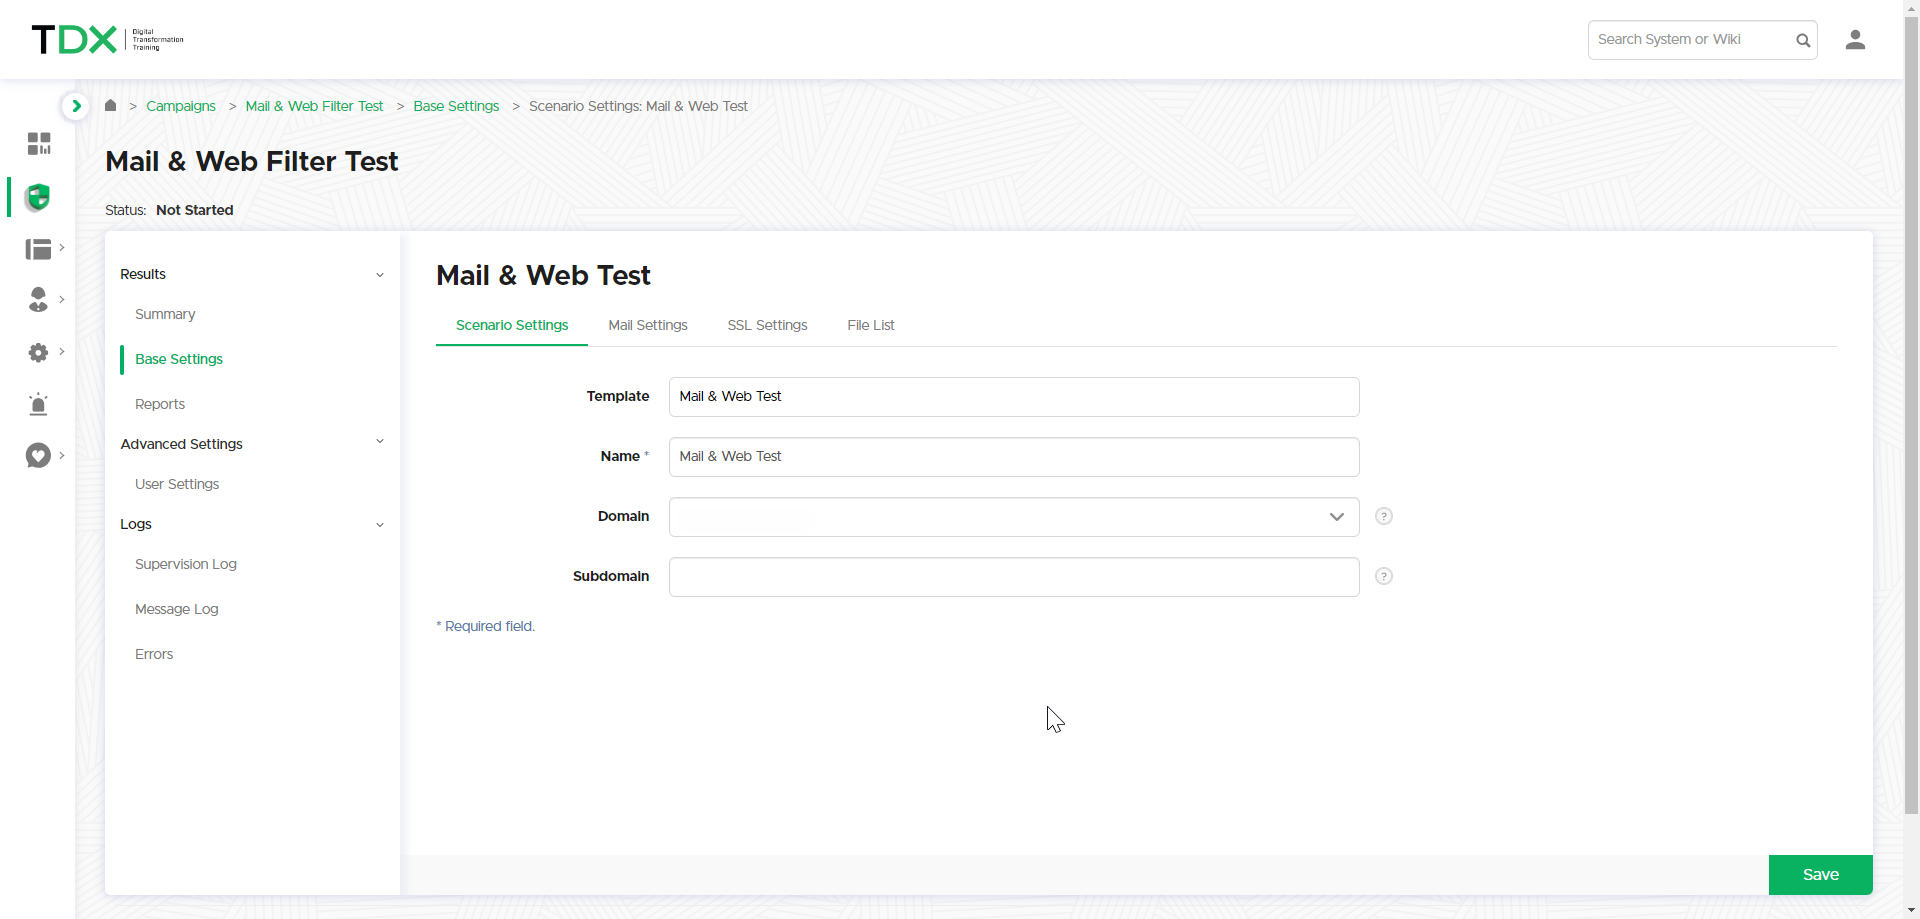 TDX
Digital
Transformation
Training
Search System or Wiki
> Campaigns > Mail & Web Filter Test > Base Settings > Scenario Settings: Mail & Web Test
Mail & Web Filter Test
Status: Not Started
Results
Summary
Base Settings
Reports
Advanced Settings
User Settings
Logs
Supervision Log
Message Log
Errors
Mail & Web Test
Scenario Settings Mail Settings SSL Settings File List
Template Mail & Web Test
Name * Mail & Web Test
Domain ?
Subdomain ?
* Required field.
Save